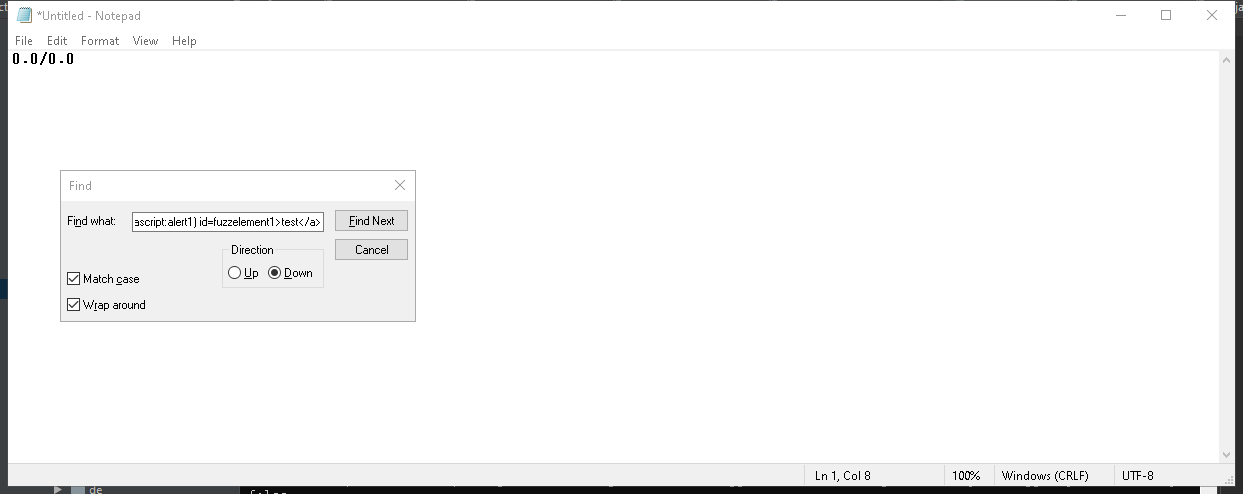 *Untitled - Notepad
File Edit Format View Help
0.0/0.0
Find
Find what: ascript:alert1) id=fuzzelement1>test</a> Find Next
Direction Cancel
Up Down
Match case
Wrap around
Ln 1, Col 8 100% Windows (CRLF) UTF-8
de